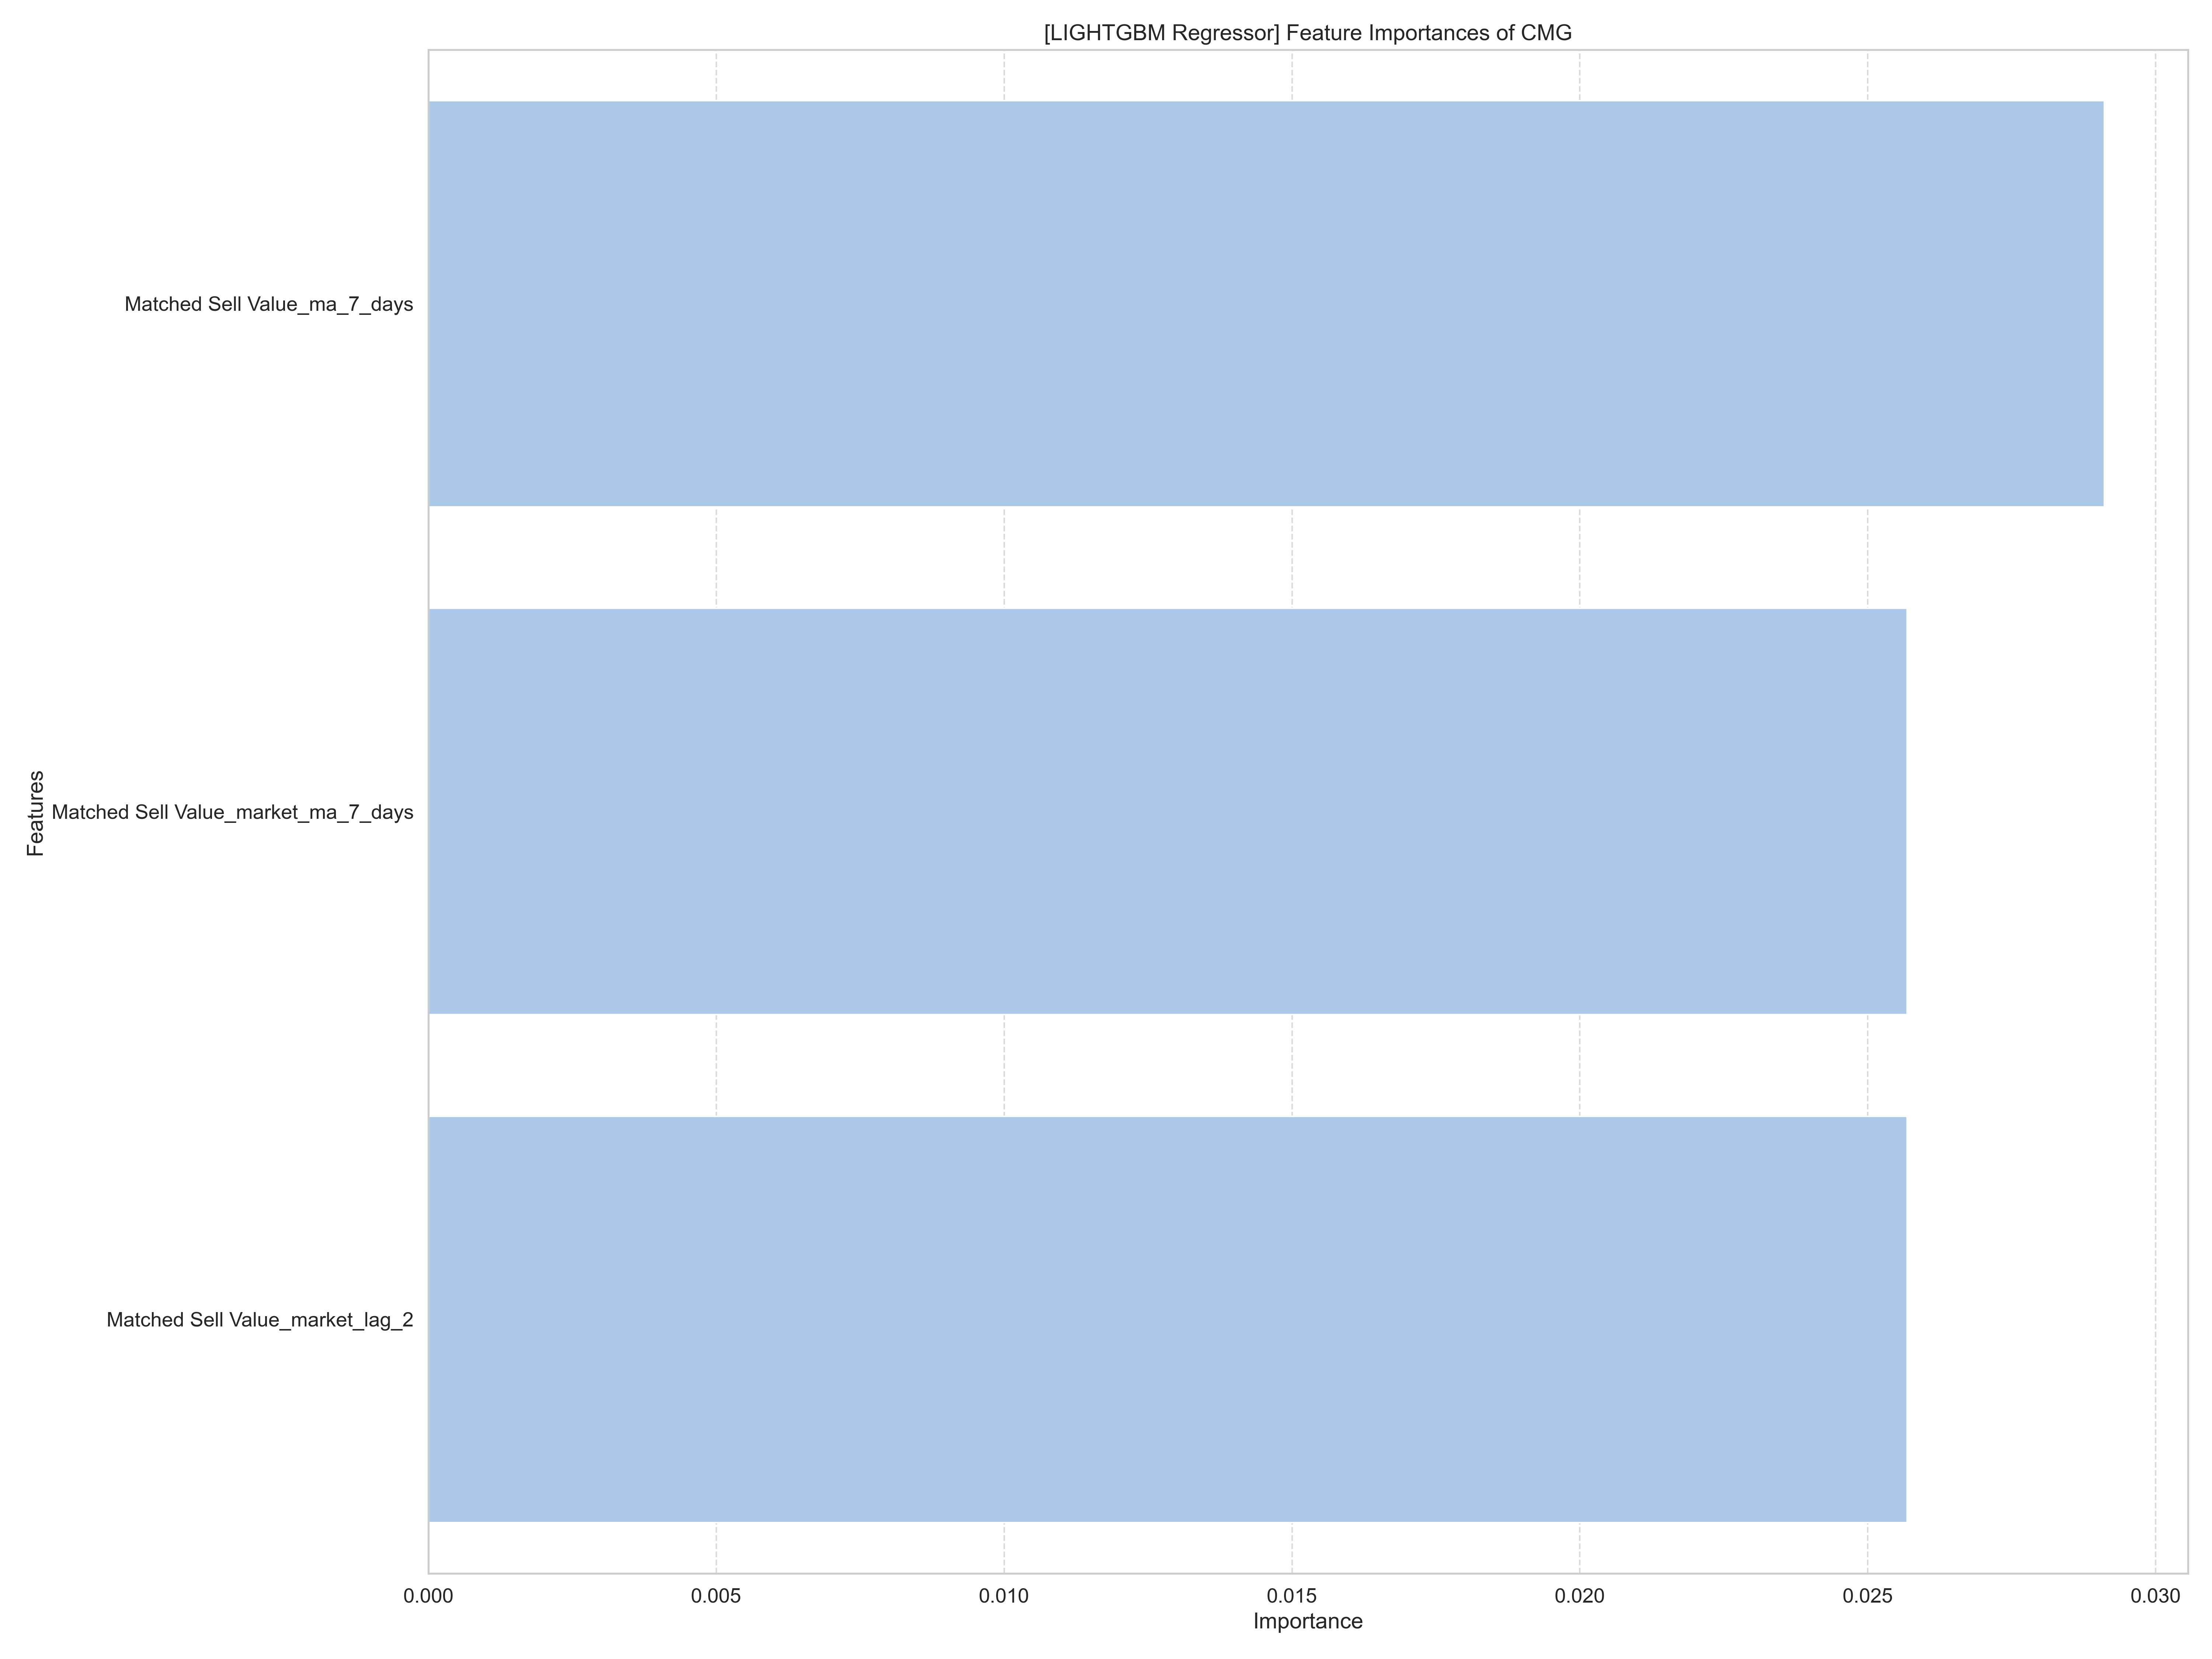 [LIGHTGBM Regressor] Feature Importances of CMG
Matched Sell Value_ma_7_days
Matched Sell Value_market_ma_7_days
Matched Sell Value_market_lag_2
Features
0.000 0.005 0.010 0.015 0.020 0.025 0.030
Importance